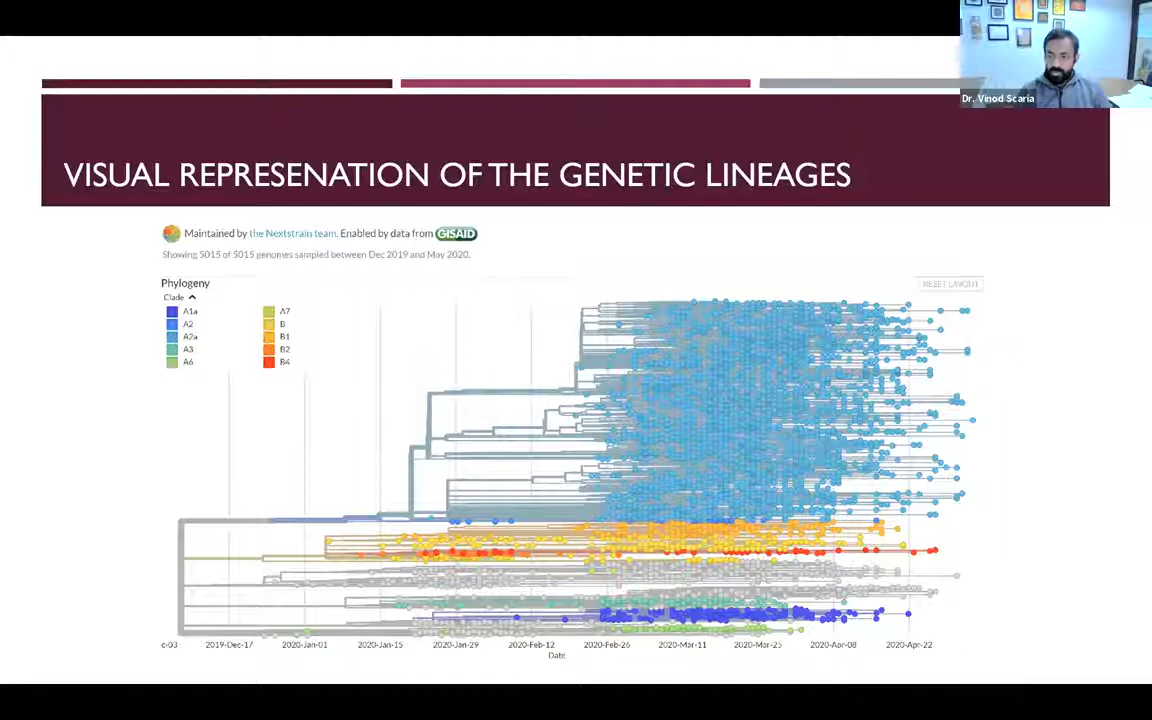 Dr. Vinod Scaria
VISUAL REPRESENATION OF THE GENETIC LINEAGES
Maintained by the Nextstrain team. Enabled by data from GISAID
Showing 5015 of 5015 genomes sampled between Dec 2019 and May 2020.
Phylogeny
RESET LAYOUT
Clade
A1a A7
A2 B
A2a B1
A3 B2
A6 B4
c-03 2019-Dec-17 2020-Jan-01 2020-Jan-15 2020-Jan-29 2020-Feb-12 2020-Feb-26 2020-Mar-11 2020-Mar-25 2020-Apr-08 2020-Apr-22
Date